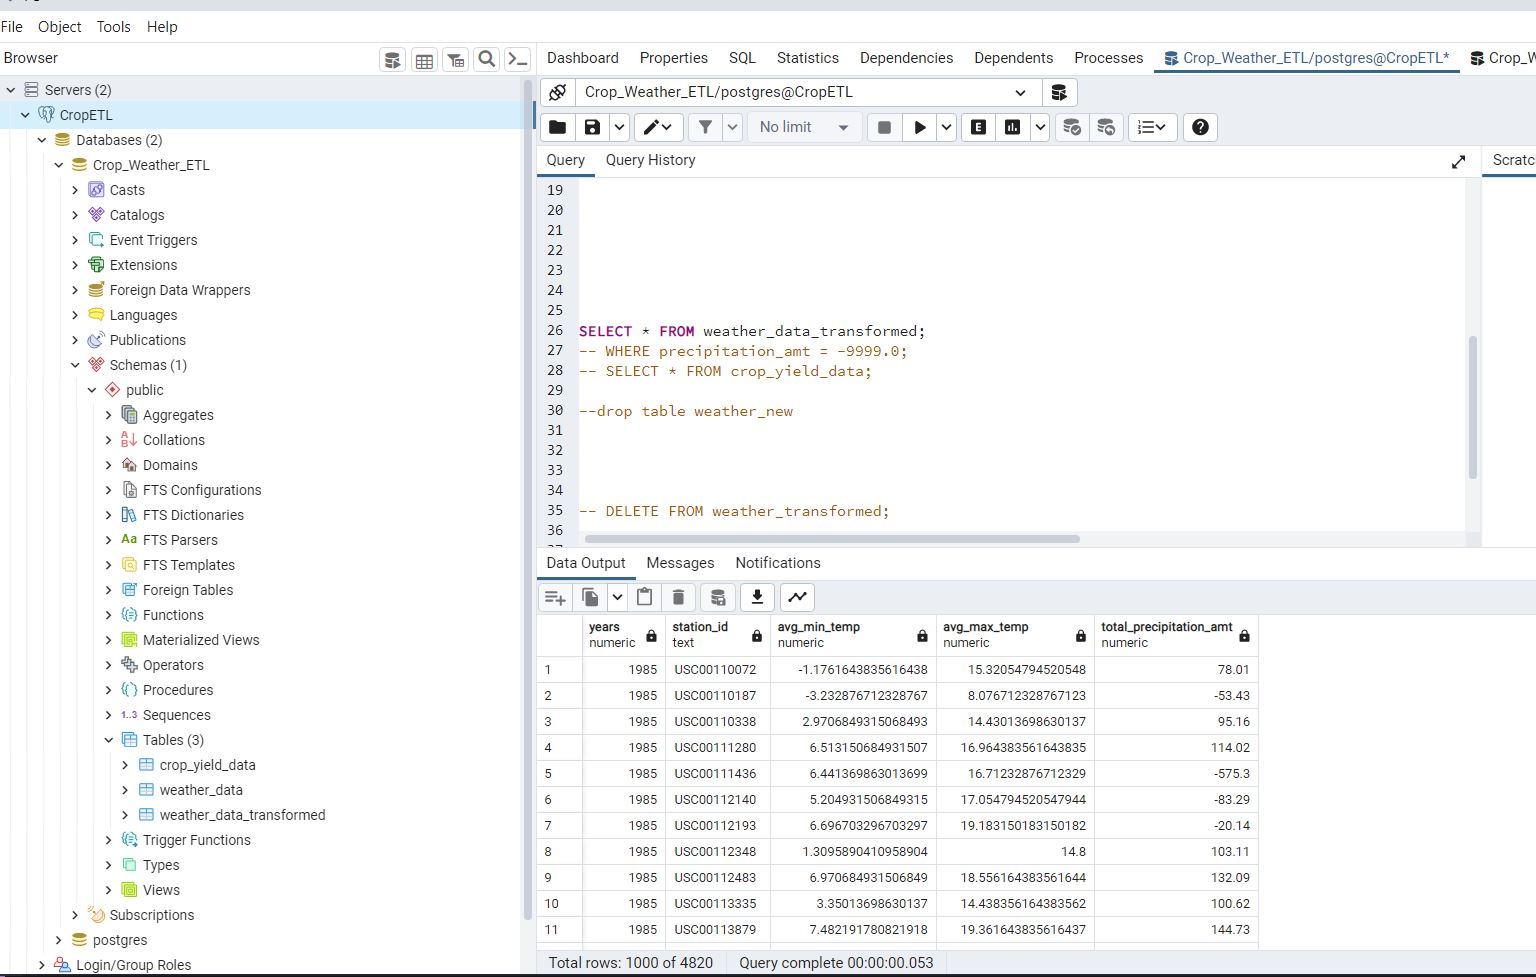 File Object Tools Help
Browser
Dashboard Properties SQL Statistics Dependencies Dependents Processes Crop_Weather_ETL/postgres@CropETL* Crop_W
Servers (2)
CropETL
Databases (2)
Crop_Weather_ETL
Casts
Catalogs
Event Triggers
Extensions
Foreign Data Wrappers
Languages
Publications
Schemas (1)
public
Aggregates
Collations
Domains
FTS Configurations
FTS Dictionaries
Aa FTS Parsers
FTS Templates
Foreign Tables
Functions
Materialized Views
Operators
Procedures
1..3 Sequences
Tables (3)
crop_yield_data
weather_data
weather_data_transformed
Trigger Functions
Types
Views
Subscriptions
postgres
Login/Group Roles
Crop_Weather_ETL/postgres@CropETL
No limit E
Query Query History Scratc
19
20
21
22
23
24
25
26 SELECT * FROM weather_data_transformed;
27 -- WHERE precipitation_amt = -9999.0;
28 -- SELECT * FROM crop_yield_data;
29
30 --drop table weather_new
31
32
33
34
35 -- DELETE FROM weather_transformed;
36
Data Output Messages Notifications
years station_id avg_min_temp avg_max_temp total_precipitation_amt
numeric text numeric numeric numeric
1 1985 USC00110072 -1.1761643835616438 15.32054794520548 78.01
2 1985 USC00110187 -3.232876712328767 8.076712328767123 -53.43
3 1985 USC00110338 2.9706849315068493 14.43013698630137 95.16
4 1985 USC00111280 6.513150684931507 16.964383561643835 114.02
5 1985 USC00111436 6.441369863013699 16.71232876712329 -575.3
6 1985 USC00112140 5.204931506849315 17.054794520547944 -83.29
7 1985 USC00112193 6.696703296703297 19.183150183150182 -20.14
8 1985 USC00112348 1.3095890410958904 14.8 103.11
9 1985 USC00112483 6.970684931506849 18.556164383561644 132.09
10 1985 USC00113335 3.35013698630137 14.438356164383562 100.62
11 1985 USC00113879 7.482191780821918 19.361643835616437 144.73
Total rows: 1000 of 4820 Query complete 00:00:00.053